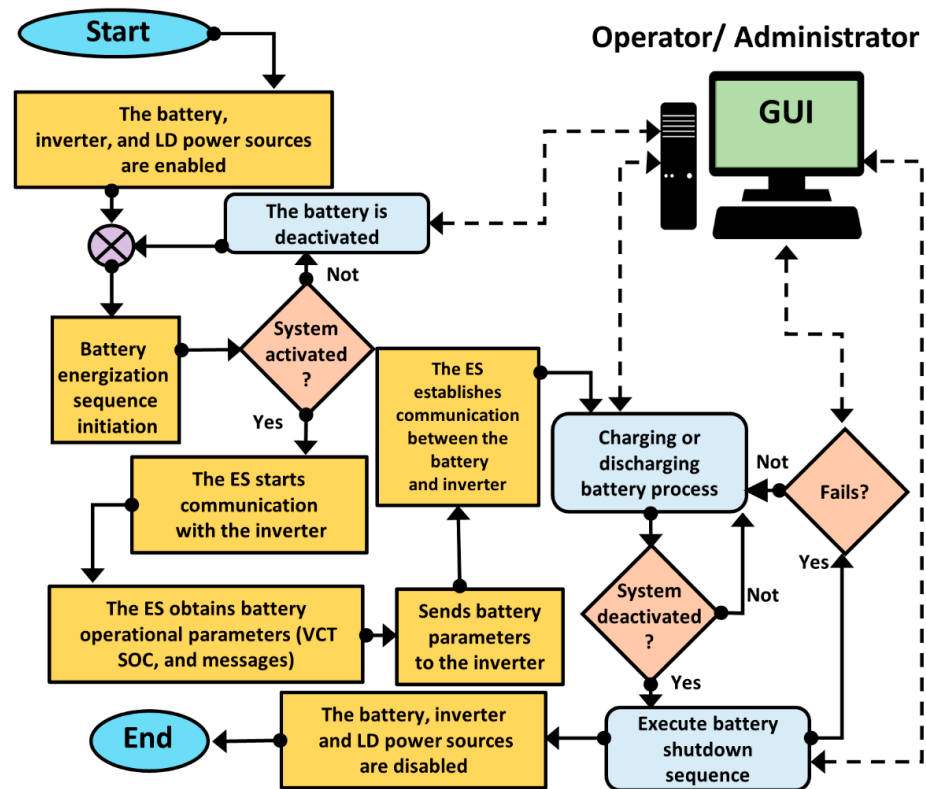 Start
Operator/ Administrator
GUI
The battery,
inverter, and LD power sources
are enabled
The battery is
deactivated
Not
System
activated
?
Yes
Battery
energization
sequence
initiation
The ES
establishes
communication
between the
battery
and inverter
Charging or
discharging
battery process
Not
Fails?
Yes
The ES starts
communication
with the inverter
System
deactivated
?
Not
Yes
The ES obtains battery
operational parameters (VCT
SOC, and messages)
Sends battery
parameters
to the inverter
End
The battery, inverter
and LD power sources
are disabled
Execute battery
shutdown
sequence